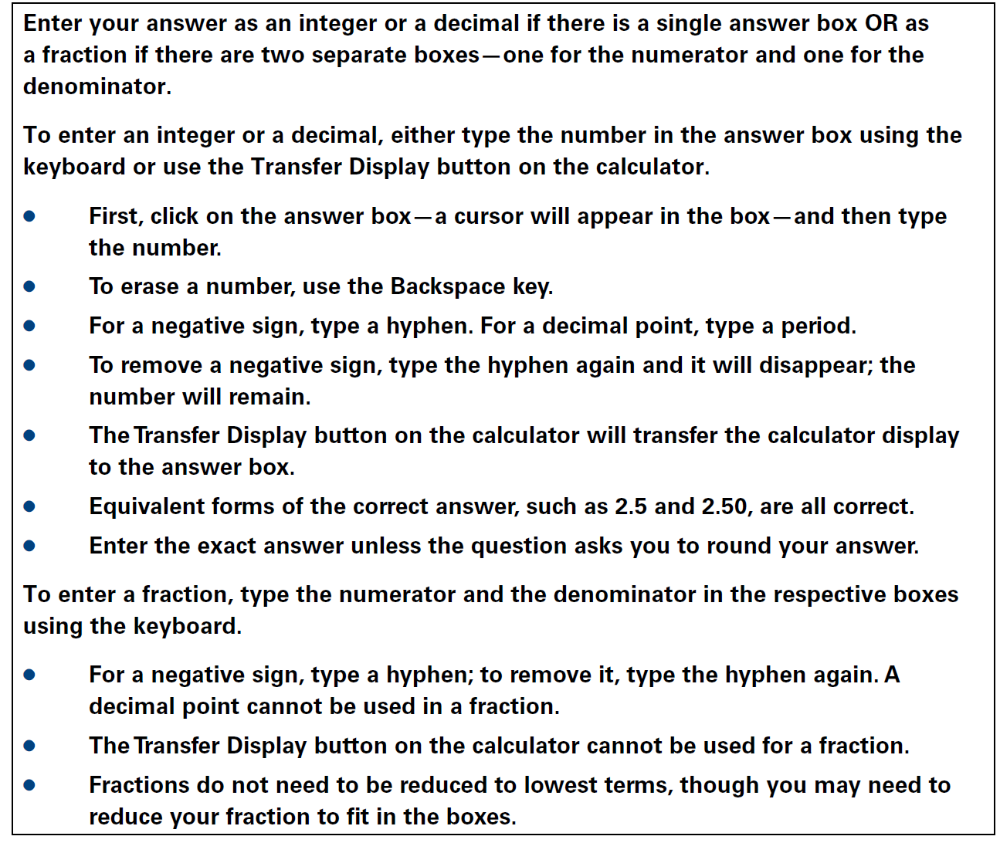 Enter your answer as an integer or a decimal if there is a single answer box OR as
a fraction if there are two separate boxes—one for the numerator and one for the
denominator.
To enter an integer or a decimal, either type the number in the answer box using the
keyboard or use the Transfer Display button on the calculator.
● First, click on the answer box—a cursor will appear in the box—and then type
the number.
● To erase a number, use the Backspace key.
● For a negative sign, type a hyphen. For a decimal point, type a period.
● To remove a negative sign, type the hyphen again and it will disappear; the
number will remain.
● The Transfer Display button on the calculator will transfer the calculator display
to the answer box.
● Equivalent forms of the correct answer, such as 2.5 and 2.50, are all correct.
● Enter the exact answer unless the question asks you to round your answer.
To enter a fraction, type the numerator and the denominator in the respective boxes
using the keyboard.
● For a negative sign, type a hyphen; to remove it, type the hyphen again. A
decimal point cannot be used in a fraction.
● The Transfer Display button on the calculator cannot be used for a fraction.
● Fractions do not need to be reduced to lowest terms, though you may need to
reduce your fraction to fit in the boxes.